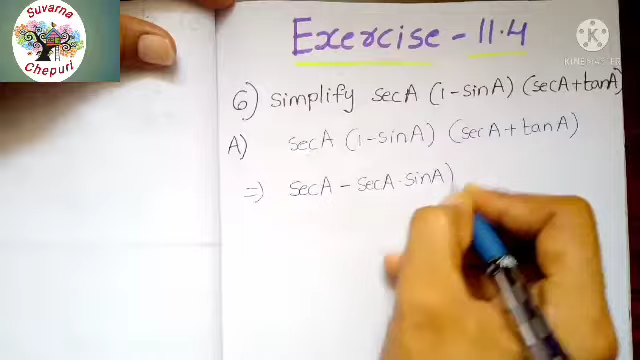 Suvarna
Chepuri
Exercise - 11.4
KINEMASTER
6) Simplify secA (1-sinA) (secA+tanA)
A) secA (1-sinA) (secA+tanA)
=> secA - secA·sinA)